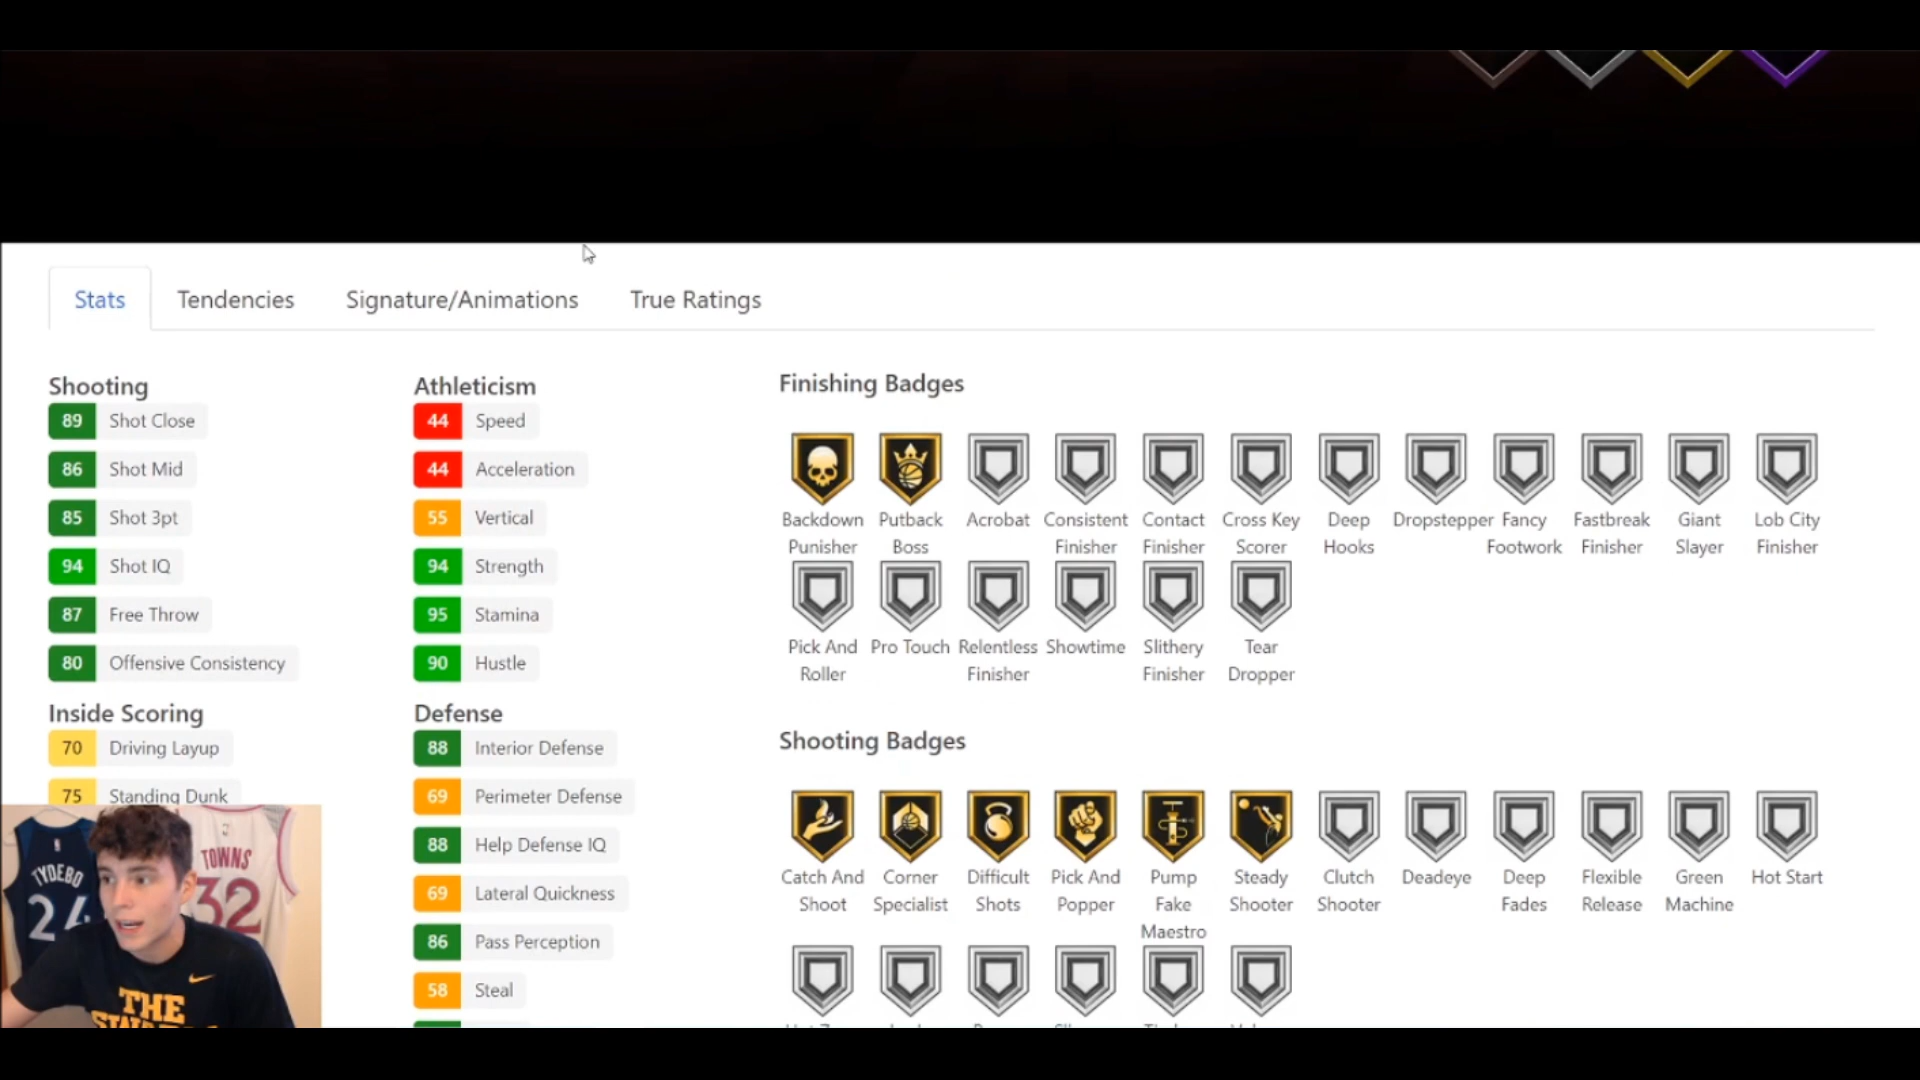 Stats Tendencies Signature/Animations True Ratings
Shooting
89 Shot Close
86 Shot Mid
85 Shot 3pt
94 Shot IQ
87 Free Throw
80 Offensive Consistency
Inside Scoring
70 Driving Layup
75 Standing Dunk
Athleticism
44 Speed
44 Acceleration
55 Vertical
94 Strength
95 Stamina
90 Hustle
Defense
88 Interior Defense
69 Perimeter Defense
88 Help Defense IQ
69 Lateral Quickness
86 Pass Perception
58 Steal
Finishing Badges
Backdown Putback Acrobat Consistent Contact Cross Key Deep Dropstepper Fancy Fastbreak Giant Lob City
Punisher Boss Finisher Finisher Scorer Hooks Footwork Finisher Slayer Finisher
Pick And Pro Touch Relentless Showtime Slithery Tear
Roller Finisher Finisher Dropper
Shooting Badges
Catch And Corner Difficult Pick And Pump Steady Clutch Deadeye Deep Flexible Green Hot Start
Shoot Specialist Shots Popper Fake Shooter Shooter Fades Release Machine
Maestro
TYDEBO
24
TOWNS
32
THE